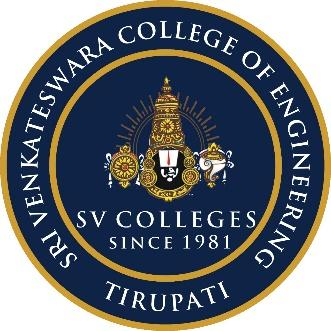 SRI VENKATESWARA COLLEGE OF ENGINEERING
SV COLLEGES
SINCE 1981
TIRUPATI